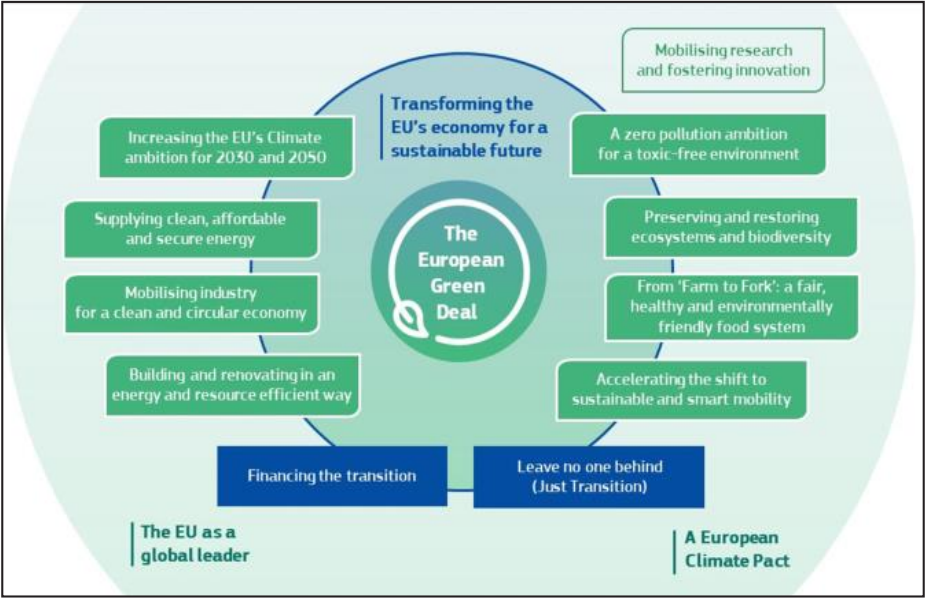 Mobilising research
and fostering innovation
Transforming the
EU's economy for a
sustainable future
Increasing the EU's Climate
ambition for 2030 and 2050
A zero pollution ambition
for a toxic-free environment
Supplying clean, affordable
and secure energy
Preserving and restoring
ecosystems and biodiversity
The
European
Green
Deal
Mobilising industry
for a clean and circular economy
From 'Farm to Fork': a fair,
healthy and environmentally
friendly food system
Building and renovating in an
energy and resource efficient way
Accelerating the shift to
sustainable and smart mobility
Financing the transition
Leave no one behind
(Just Transition)
The EU as a
global leader
A European
Climate Pact